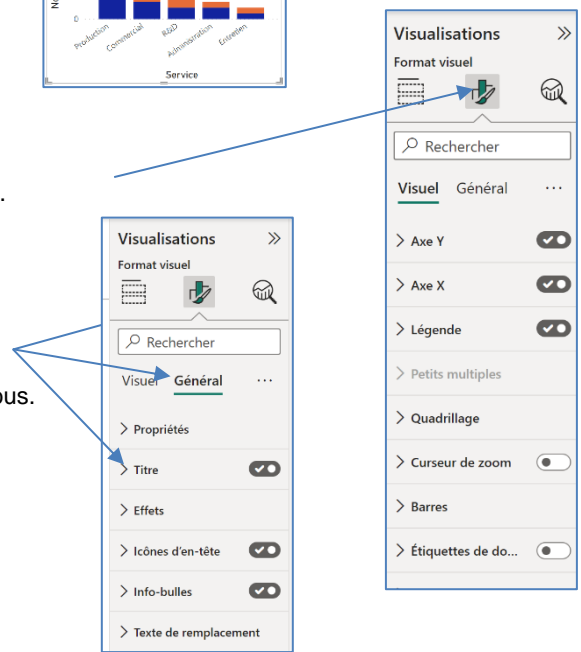 0
Production
Commercial
R&D
Administration
Entretien
Service
.
ous.
Visualisations
Format visuel
Rechercher
Visuel Général ...
Propriétés
Titre
Effets
Icônes d'en-tête
Info-bulles
Texte de remplacement
Visualisations
Format visuel
Rechercher
Visuel Général ...
Axe Y
Axe X
Légende
Petits multiples
Quadrillage
Curseur de zoom
Barres
Étiquettes de do...